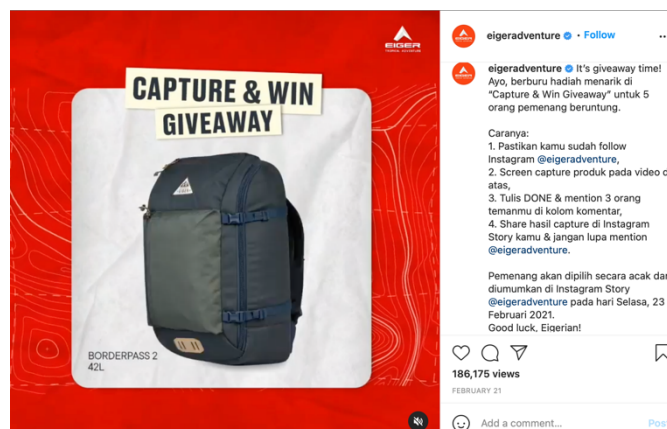 EIGER
TROPICAL ADVENTURE
CAPTURE & WIN
GIVEAWAY
BORDERPASS 2
42L
eigeradventure • Follow
eigeradventure It's giveaway time!
Ayo, berburu hadiah menarik di
"Capture & Win Giveaway" untuk 5
orang pemenang beruntung.
Caranya:
1. Pastikan kamu sudah follow
Instagram @eigeradventure,
2. Screen capture produk pada video
atas,
3. Tulis DONE & mention 3 orang
temanmu di kolom komentar,
4. Share hasil capture di Instagram
Story kamu & jangan lupa mention
@eigeradventure.
Pemenang akan dipilih secara acak dan
diumumkan di Instagram Story
@eigeradventure pada hari Selasa, 23
Februari 2021.
Good luck, Eigerian!
186,175 views
FEBRUARY 21
Add a comment...
Post